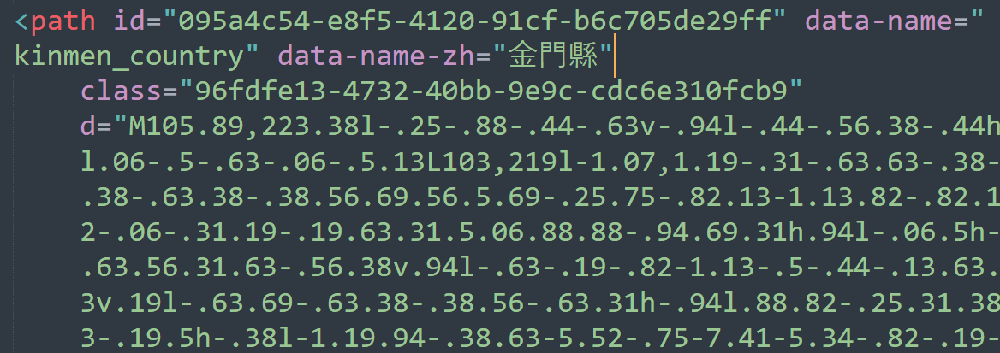 <path id="095a4c54-e8f5-4120-91cf-b6c705de29ff" data-name="
kinmen_country" data-name-zh="金門縣"
class="96fdfe13-4732-40bb-9e9c-cdc6e310fcb9"
d="M105.89,223.38l-.25-.88-.44-.63v-.94l-.44-.56.38-.44h
l.06-.5-.63-.06-.5.13L103,219l-1.07,1.19-.31-.63.63-.38-
.38-.63.38-.38.56.69.56.5.69-.25.75-.82.13-1.13.82-.82.1
2-.06-.31.19-.19.63.31.5.06.88.88-.94.69.31h.94l-.06.5h-
.63.56.31.63-.56.38v.94l-.63-.19-.82-1.13-.5-.44-.13.63.
3v.19l-.63.69-.63.38-.38.56-.63.31h-.94l.88.82-.25.31.38
3-.19.5h-.38l-1.19.94-.38.63-5.52-.75-7.41-5.34-.82-.19-